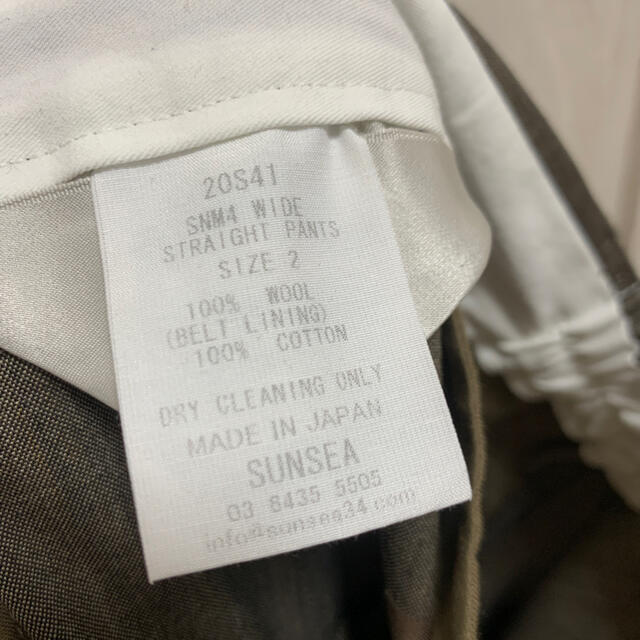 20S41
SNM4 WIDE
STRAIGHT PANTS
SIZE 2
100% WOOL
(BELT LINING)
100% COTTON
DRY CLEANING ONLY
MADE IN JAPAN
SUNSEA
03 6435 5505
info@sunsea34.com